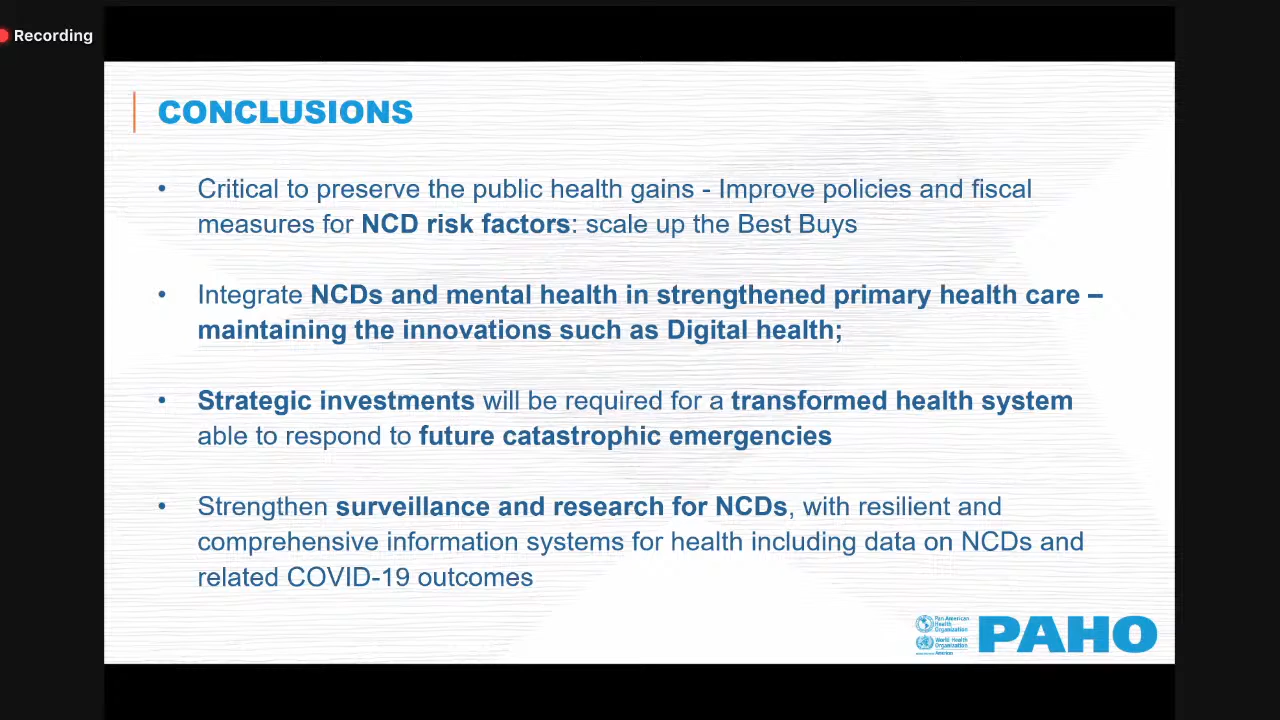 Recording
CONCLUSIONS
• Critical to preserve the public health gains - Improve policies and fiscal
measures for NCD risk factors: scale up the Best Buys
• Integrate NCDs and mental health in strengthened primary health care –
maintaining the innovations such as Digital health;
• Strategic investments will be required for a transformed health system
able to respond to future catastrophic emergencies
• Strengthen surveillance and research for NCDs, with resilient and
comprehensive information systems for health including data on NCDs and
related COVID-19 outcomes
Pan American
Health
Organization
World Health
Organization
Americas
PAHO